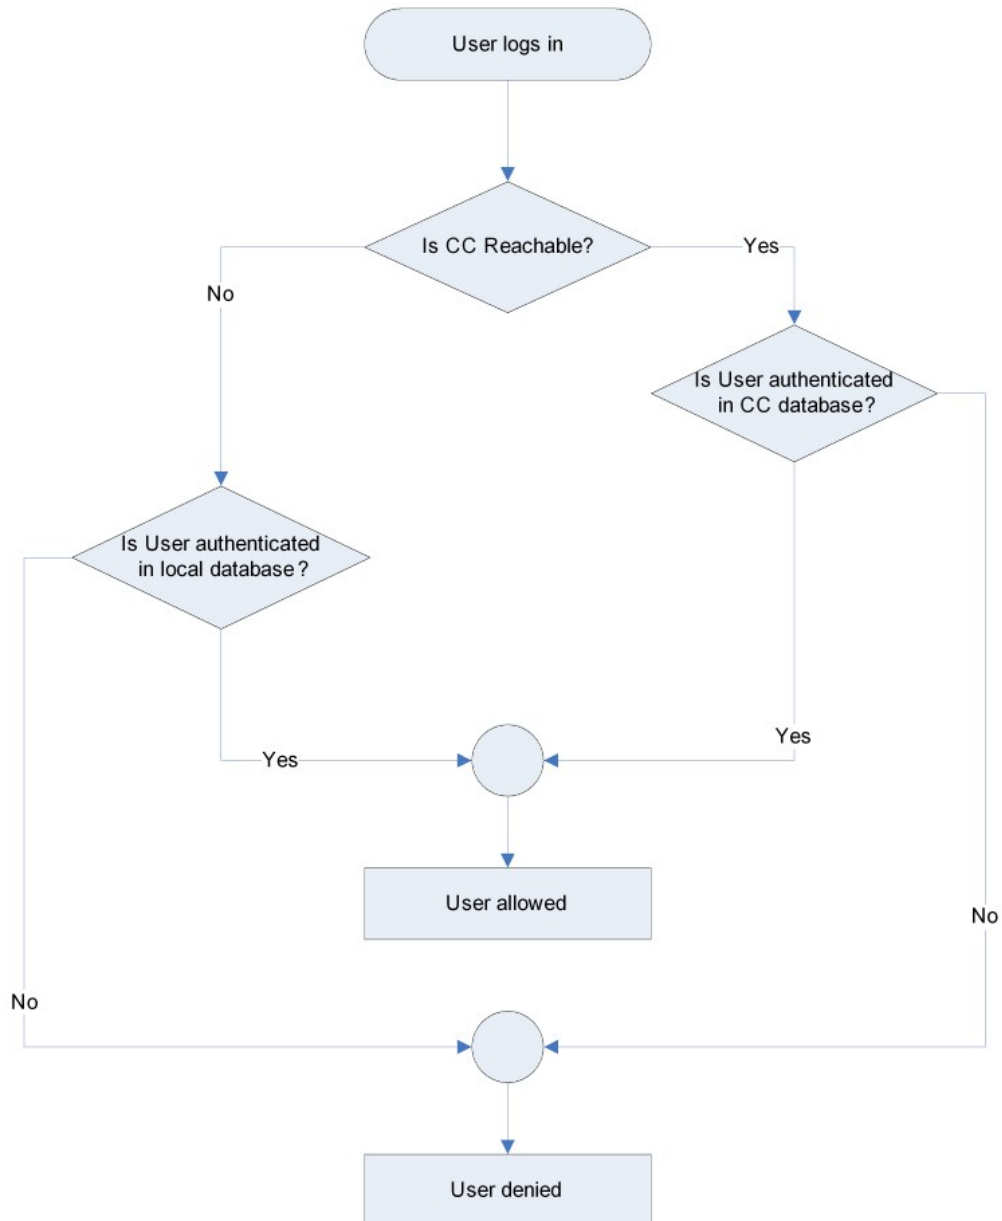 User logs in
Is CC Reachable?
Yes
No
Is User authenticated
in CC database?
Is User authenticated
in local database?
Yes
Yes
User allowed
No
No
User denied